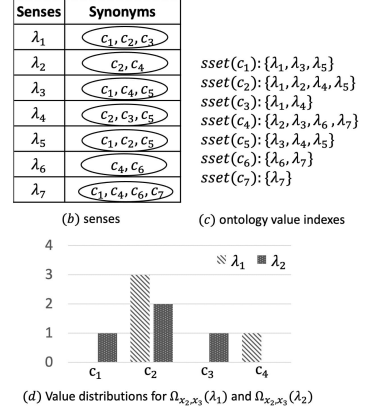 Senses Synonyms
λ1 c1, c2, c3
λ2 c2, c4
λ3 c1, c4, c5
λ4 c2, c3, c5
λ5 c1, c2, c5
λ6 c4, c6
λ7 c1, c4, c6, c7
(b) senses
sset(c1): {λ1, λ3, λ5}
sset(c2): {λ1, λ2, λ4, λ5}
sset(c3): {λ1, λ4}
sset(c4): {λ2, λ3, λ6 , λ7}
sset(c5): {λ3, λ4, λ5}
sset(c6): {λ6, λ7}
sset(c7): {λ7}
(c) ontology value indexes
λ1 λ2
4
3
2
1
0
c1 c2 c3 c4
(d) Value distributions for Ωx2,x3(λ1) and Ωx2,x3(λ2)